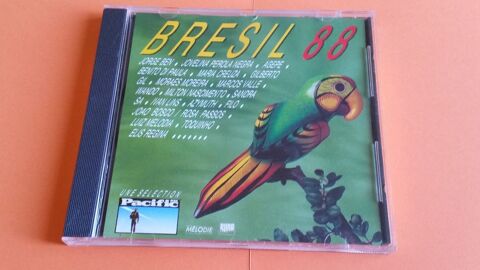 BRESIL 88
JORGE BEN • JOVELINA PEROLA NEGRA • AGEPE •
BENITO DI PAULA • MARIA CREUZA • GILBERTO
GIL • MORAES MOREIRA • MARCOS VALLE •
WANDO • MILTON NASCIMENTO • SANDRA
SA • IVAN LINS • AZYMUTH • FILO •
JOAO BOSCO / ROSA PASSOS •
LUIZ MELODIA • TOQUINHO •
ELIS REGINA • • • • • • •
UNE SELECTION
Pacific
MELODIE